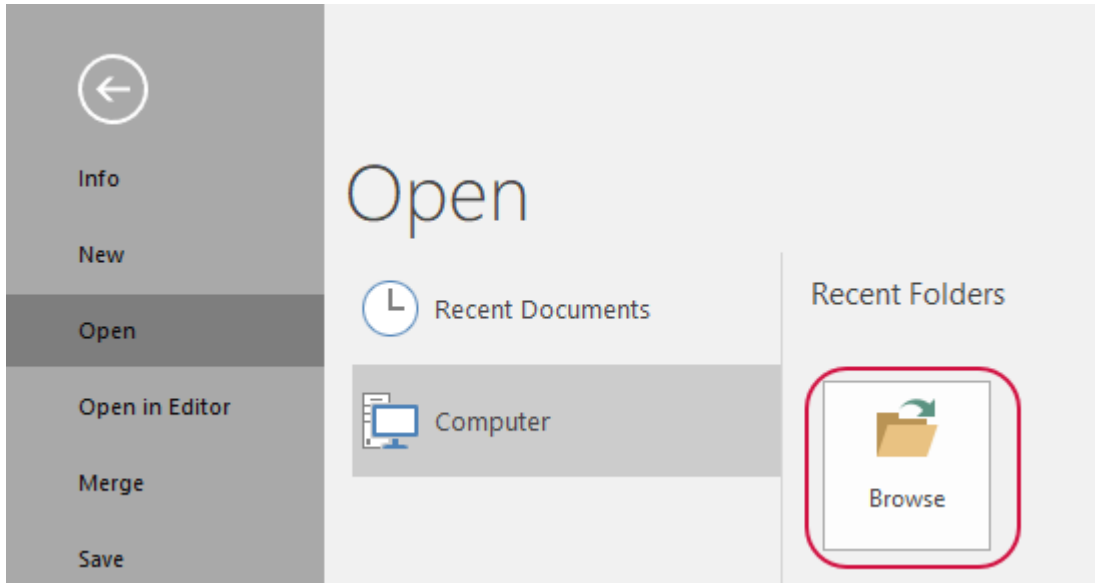 Info
New
Open
Open in Editor
Merge
Save
Open
Recent Documents
Computer
Recent Folders
Browse